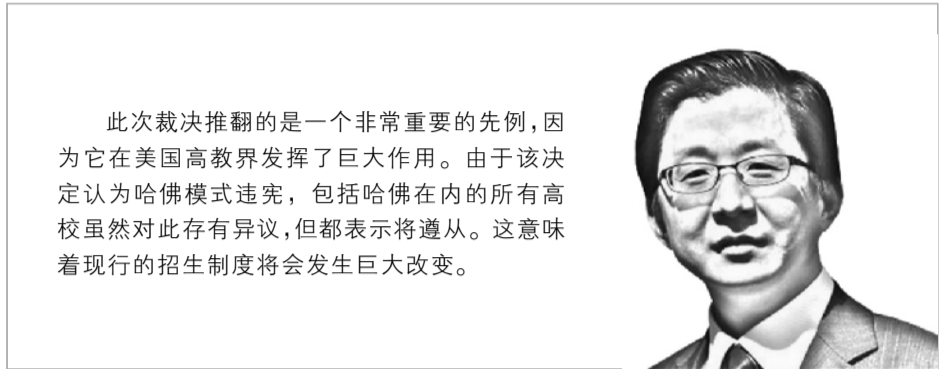 此次裁决推翻的是一个非常重要的先例,因
为它在美国高教界发挥了巨大作用。由于该决
定认为哈佛模式违宪，包括哈佛在内的所有高
校虽然对此存有异议,但都表示将遵从。这意味
着现行的招生制度将会发生巨大改变。